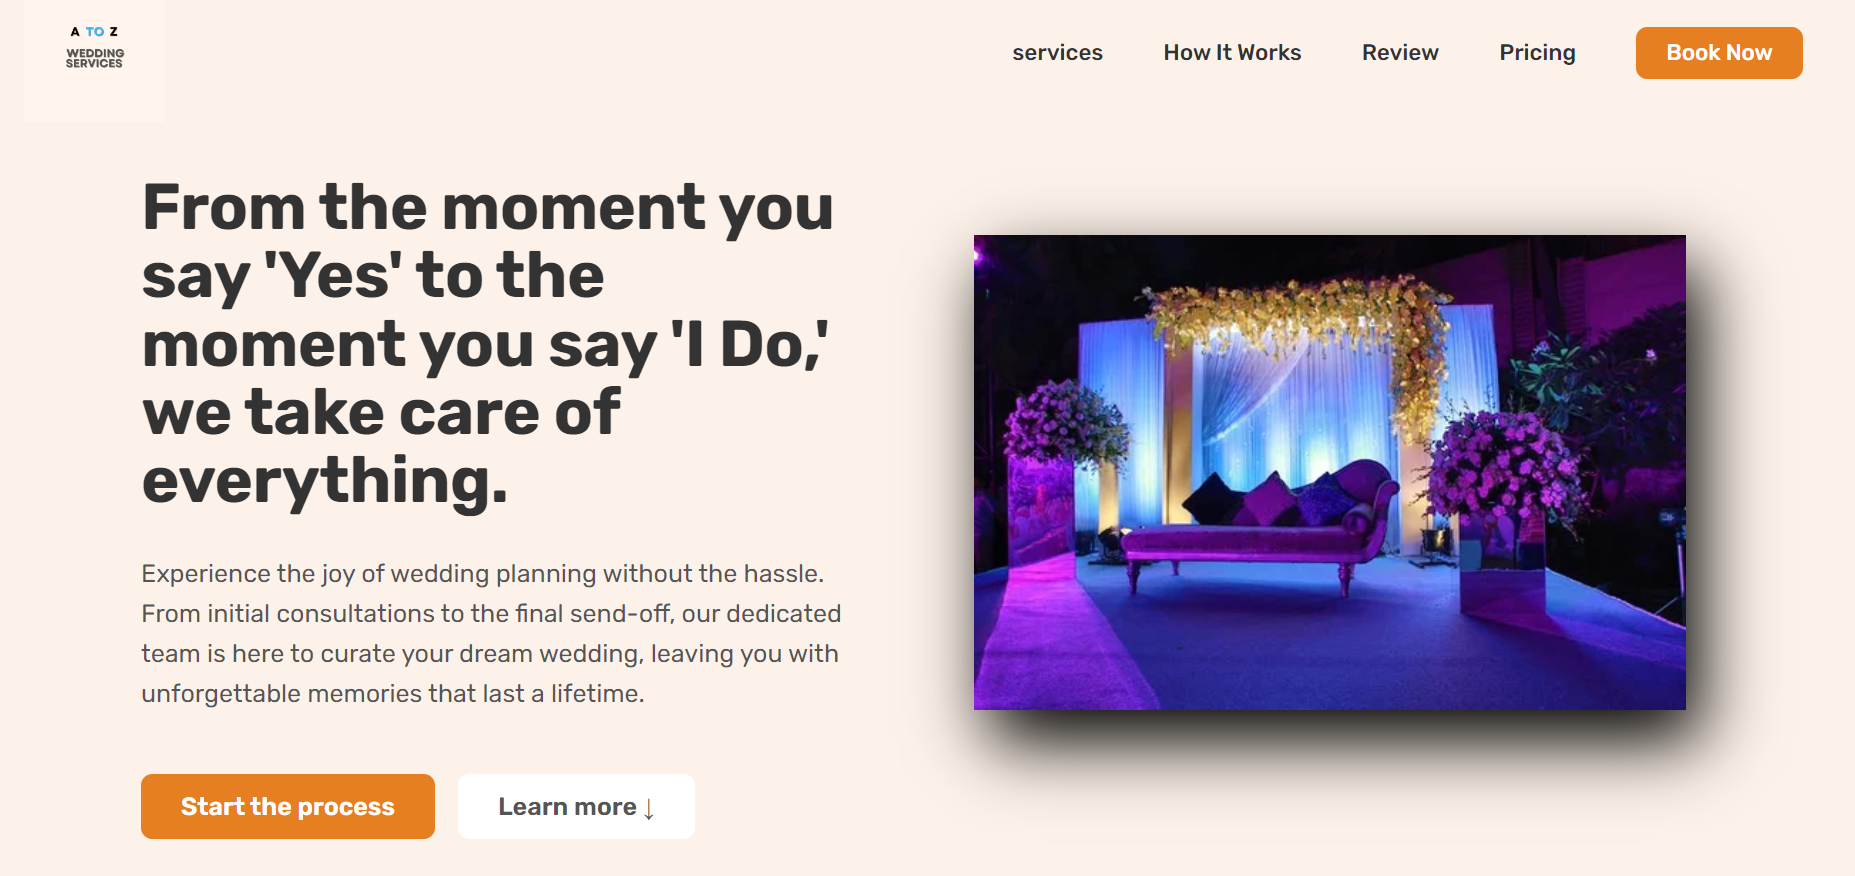 A TO Z
WEDDING
SERVICES
services
How It Works
Review
Pricing
Book Now
From the moment you
say 'Yes' to the
moment you say 'I Do,'
we take care of
everything.
Experience the joy of wedding planning without the hassle.
From initial consultations to the final send-off, our dedicated
team is here to curate your dream wedding, leaving you with
unforgettable memories that last a lifetime.
Start the process
Learn more ↓